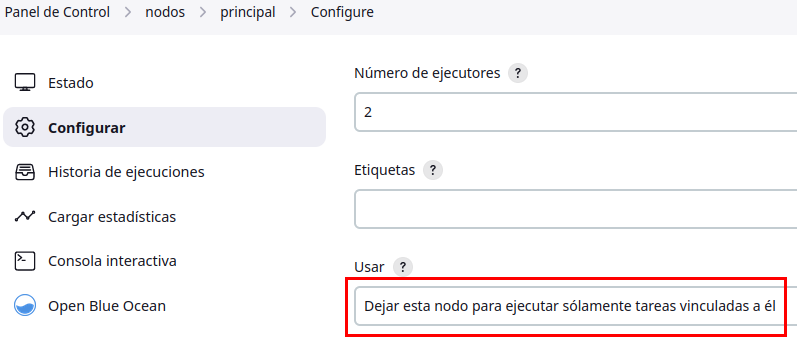 Panel de Control > nodos > principal > Configure
Estado
Configurar
Historia de ejecuciones
Cargar estadísticas
Consola interactiva
Open Blue Ocean
Número de ejecutores ?
2
Etiquetas ?
Usar ?
Dejar esta nodo para ejecutar sólamente tareas vinculadas a él